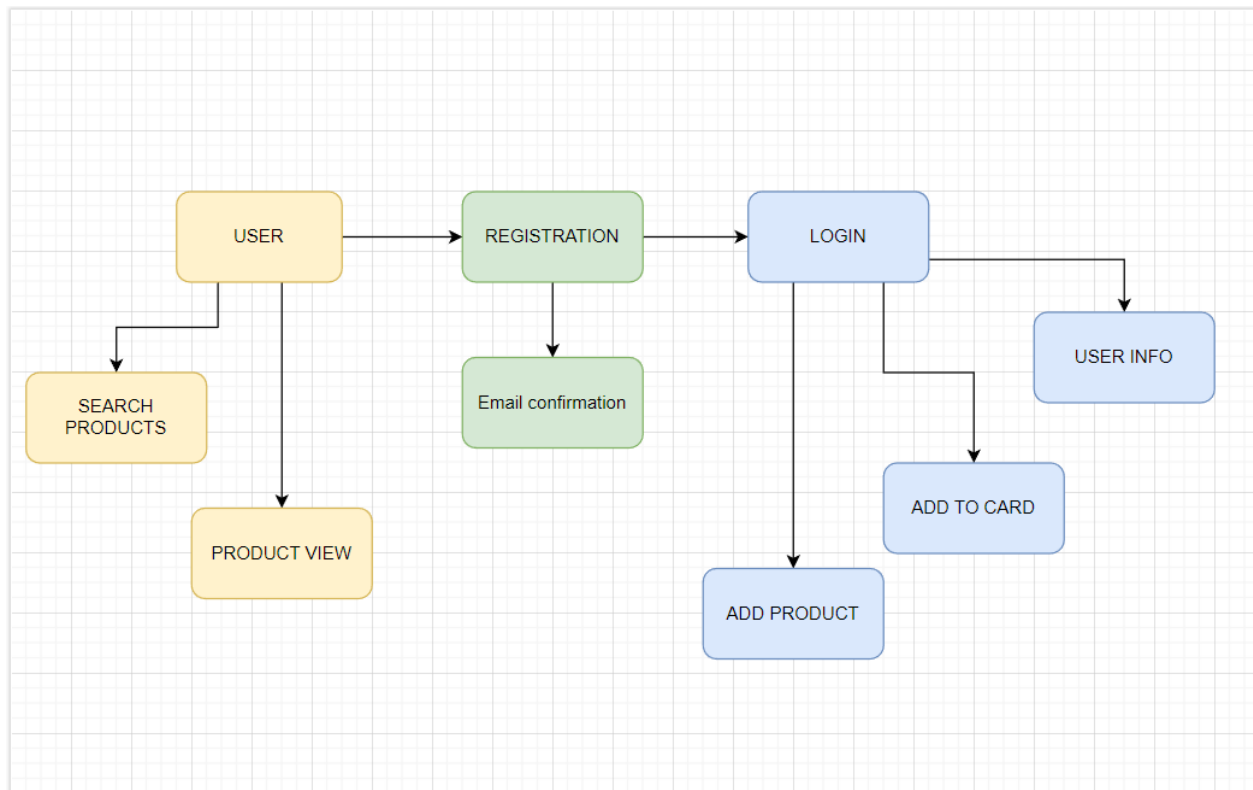 USER
REGISTRATION
LOGIN
USER INFO
SEARCH
PRODUCTS
Email confirmation
ADD TO CARD
PRODUCT VIEW
ADD PRODUCT